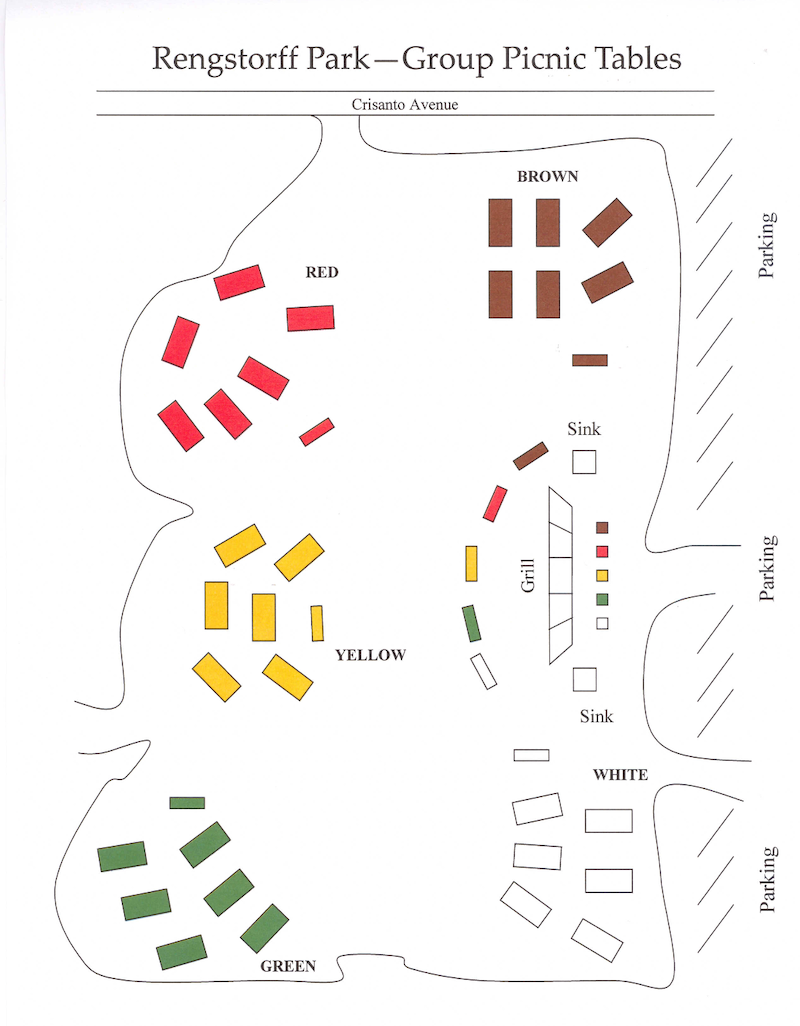 Rengstorff Park—Group Picnic Tables
Crisanto Avenue
BROWN
Parking
RED
Sink
Grill
Parking
YELLOW
Sink
WHITE
Parking
GREEN